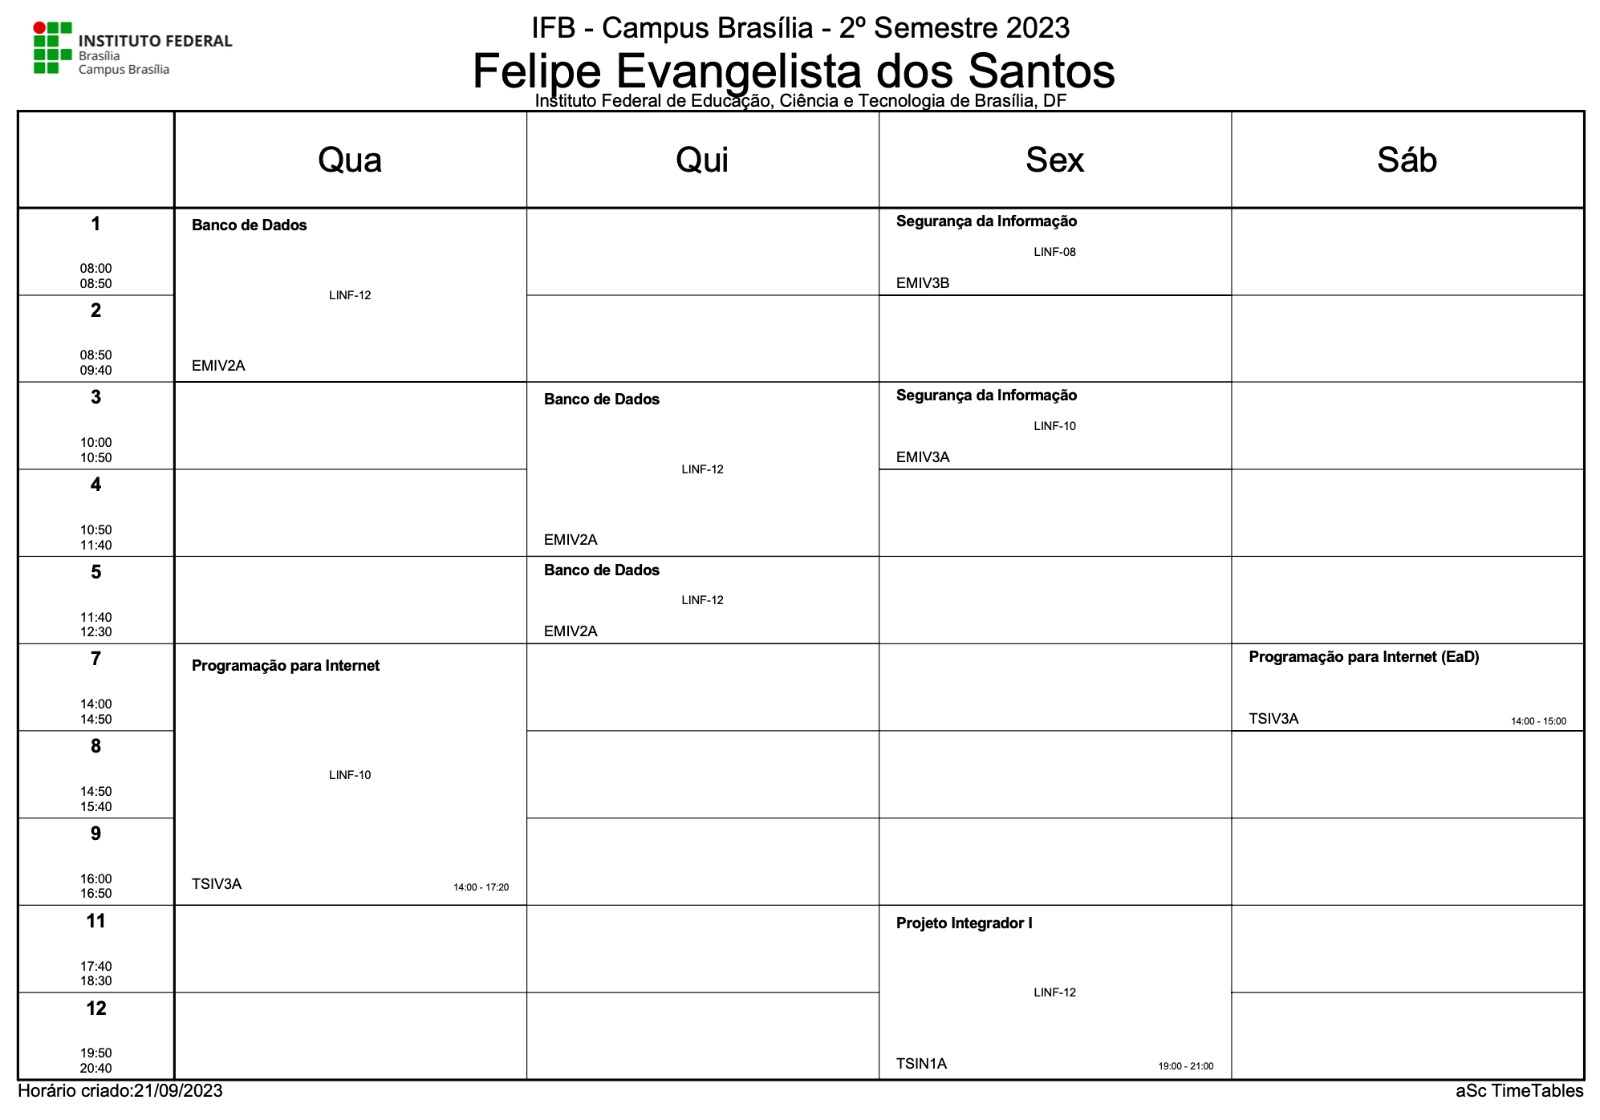 INSTITUTO FEDERAL
Brasília
Campus Brasília
IFB - Campus Brasília - 2º Semestre 2023
Felipe Evangelista dos Santos
Instituto Federal de Educação, Ciência e Tecnologia de Brasília, DF
Qua Qui Sex Sáb
1
08:00
08:50
Banco de Dados
LINF-12
EMIV2A
Segurança da Informação
LINF-08
EMIV3B
2
08:50
09:40
3
10:00
10:50
Banco de Dados
LINF-12
EMIV2A
Segurança da Informação
LINF-10
EMIV3A
4
10:50
11:40
5
11:40
12:30
Banco de Dados
LINF-12
EMIV2A
7
14:00
14:50
Programação para Internet
LINF-10
TSIV3A 14:00 - 17:20
Programação para Internet (EaD)
TSIV3A 14:00 - 15:00
8
14:50
15:40
9
16:00
16:50
11
17:40
18:30
Projeto Integrador I
LINF-12
TSIN1A 19:00 - 21:00
12
19:50
20:40
Horário criado:21/09/2023
aSc TimeTables